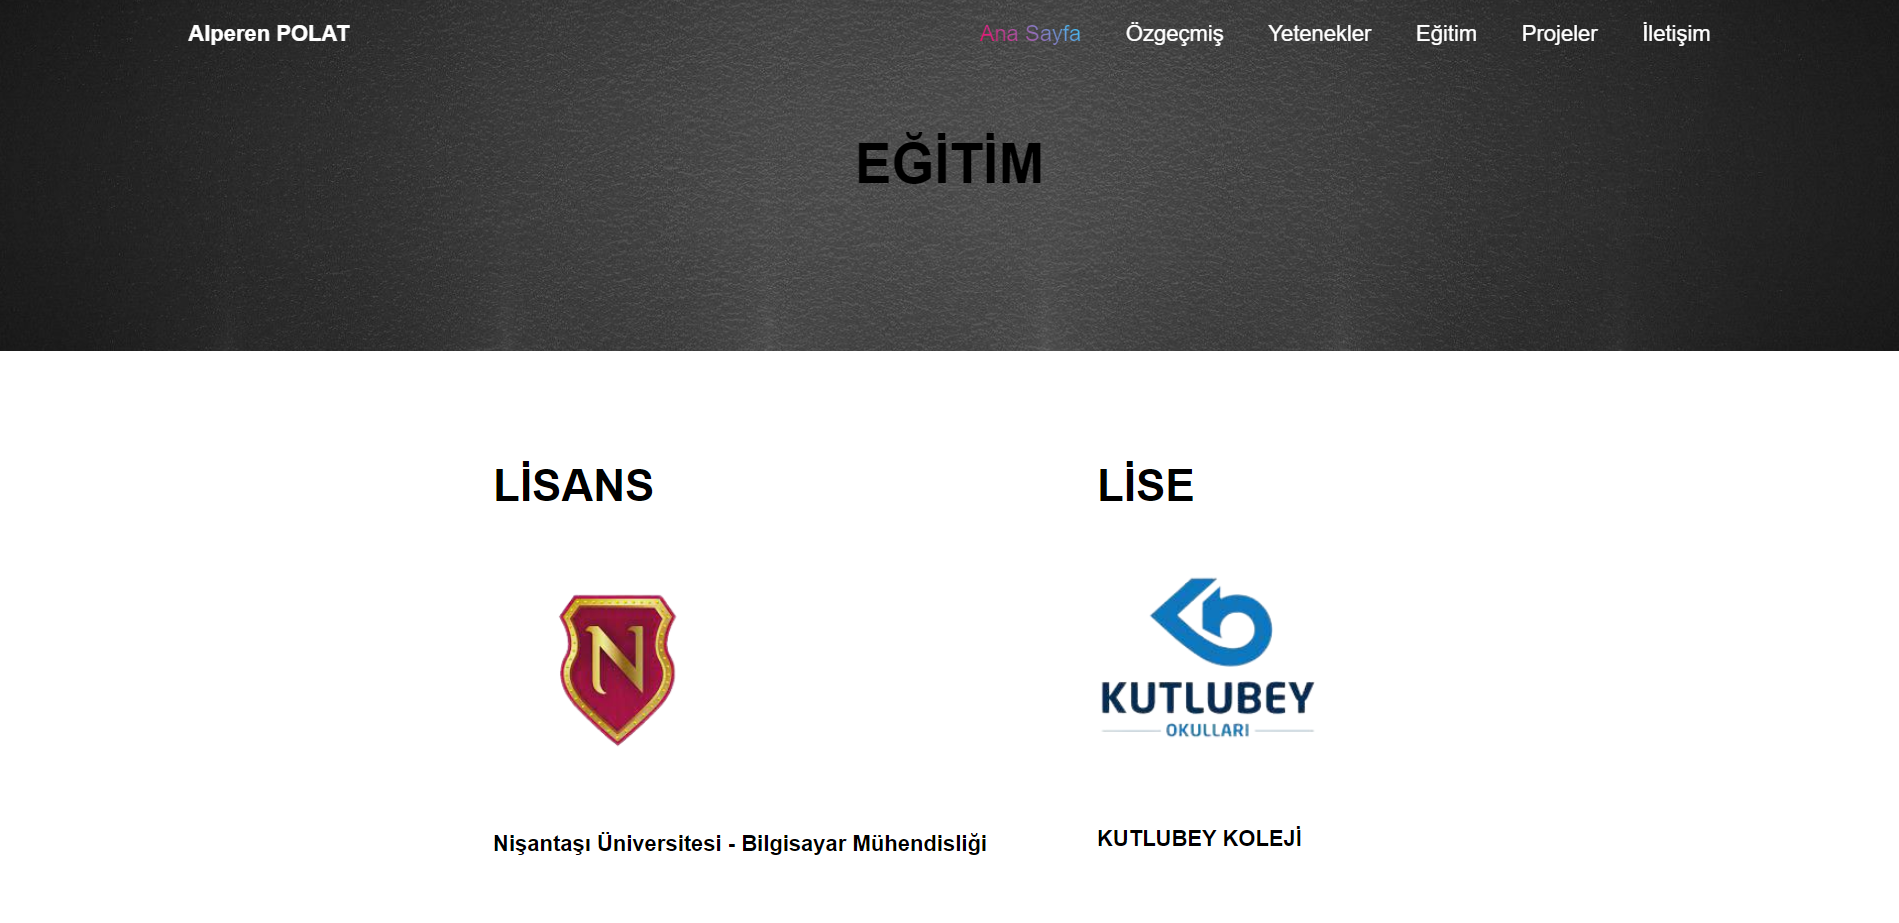 Alperen POLAT
Ana Sayfa Özgeçmiş Yetenekler Eğitim Projeler İletişim
EĞİTİM
LİSANS
N
Nişantaşı Üniversitesi - Bilgisayar Mühendisliği
LİSE
KUTLUBEY
OKULLARI
KUTLUBEY KOLEJİ